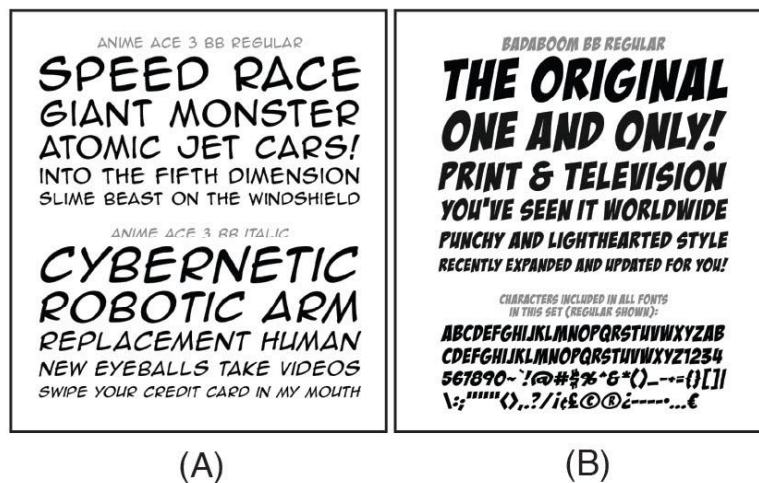 ANIME ACE 3 BB REGULAR
SPEED RACE
GIANT MONSTER
ATOMIC JET CARS!
INTO THE FIFTH DIMENSION
SLIME BEAST ON THE WINDSHIELD
ANIME ACE 3 BB ITALIC
CYBERNETIC
ROBOTIC ARM
REPLACEMENT HUMAN
NEW EYEBALLS TAKE VIDEOS
SWIPE YOUR CREDIT CARD IN MY MOUTH
(A)
BADABOOM BB REGULAR
THE ORIGINAL
ONE AND ONLY!
PRINT & TELEVISION
YOU'VE SEEN IT WORLDWIDE
PUNCHY AND LIGHTHEARTED STYLE
RECENTLY EXPANDED AND UPDATED FOR YOU!
CHARACTERS INCLUDED IN ALL FONTS
IN THIS SET (REGULAR SHOWN):
ABCDEFGHIJKLMNOPQRSTUVWXYZAB
CDEFGHIJKLMNOPQRSTUVWXYZ1234
567890~`!@#$%^&*()_-+={}[]|
\:;"""'<>,.?/¡¢£©®¿----•...€
(B)